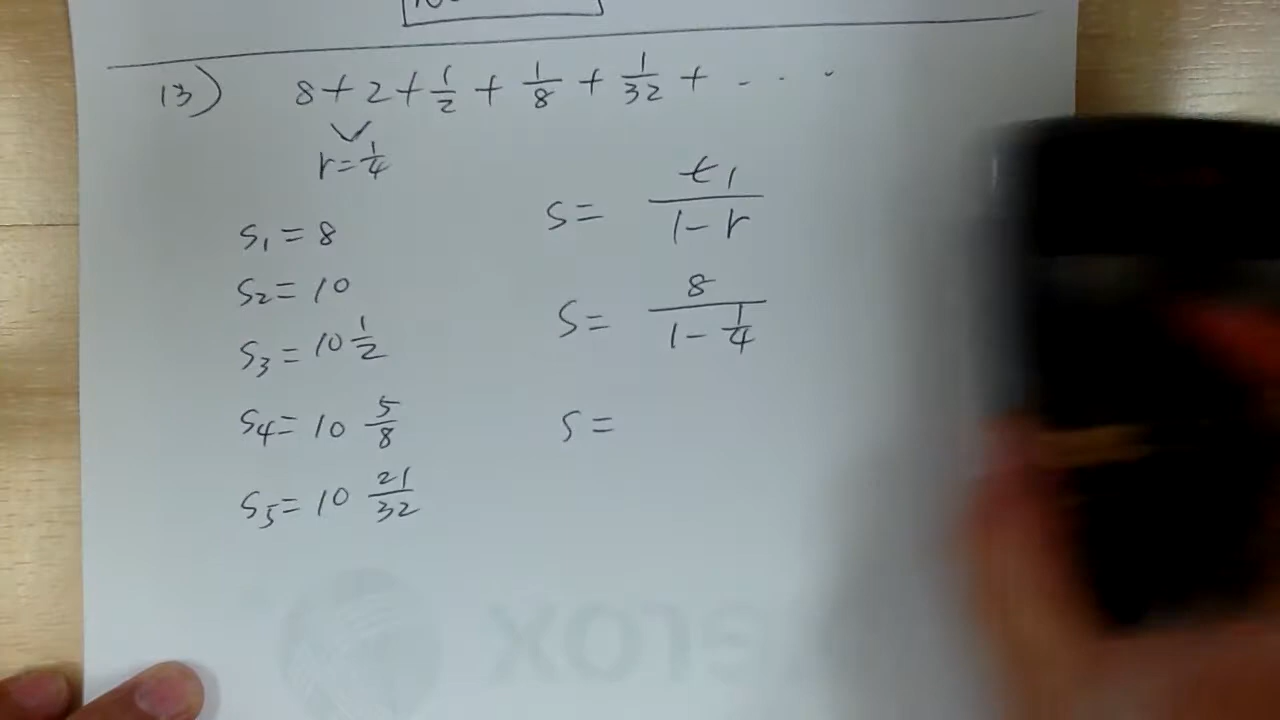 13) 8 + 2 + 1/2 + 1/8 + 1/32 + . . .
r = 1/4
S1 = 8
S2 = 10
S3 = 10 1/2
S4 = 10 5/8
S5 = 10 21/32
S = t1 / 1 - r
S = 8 / 1 - 1/4
S =